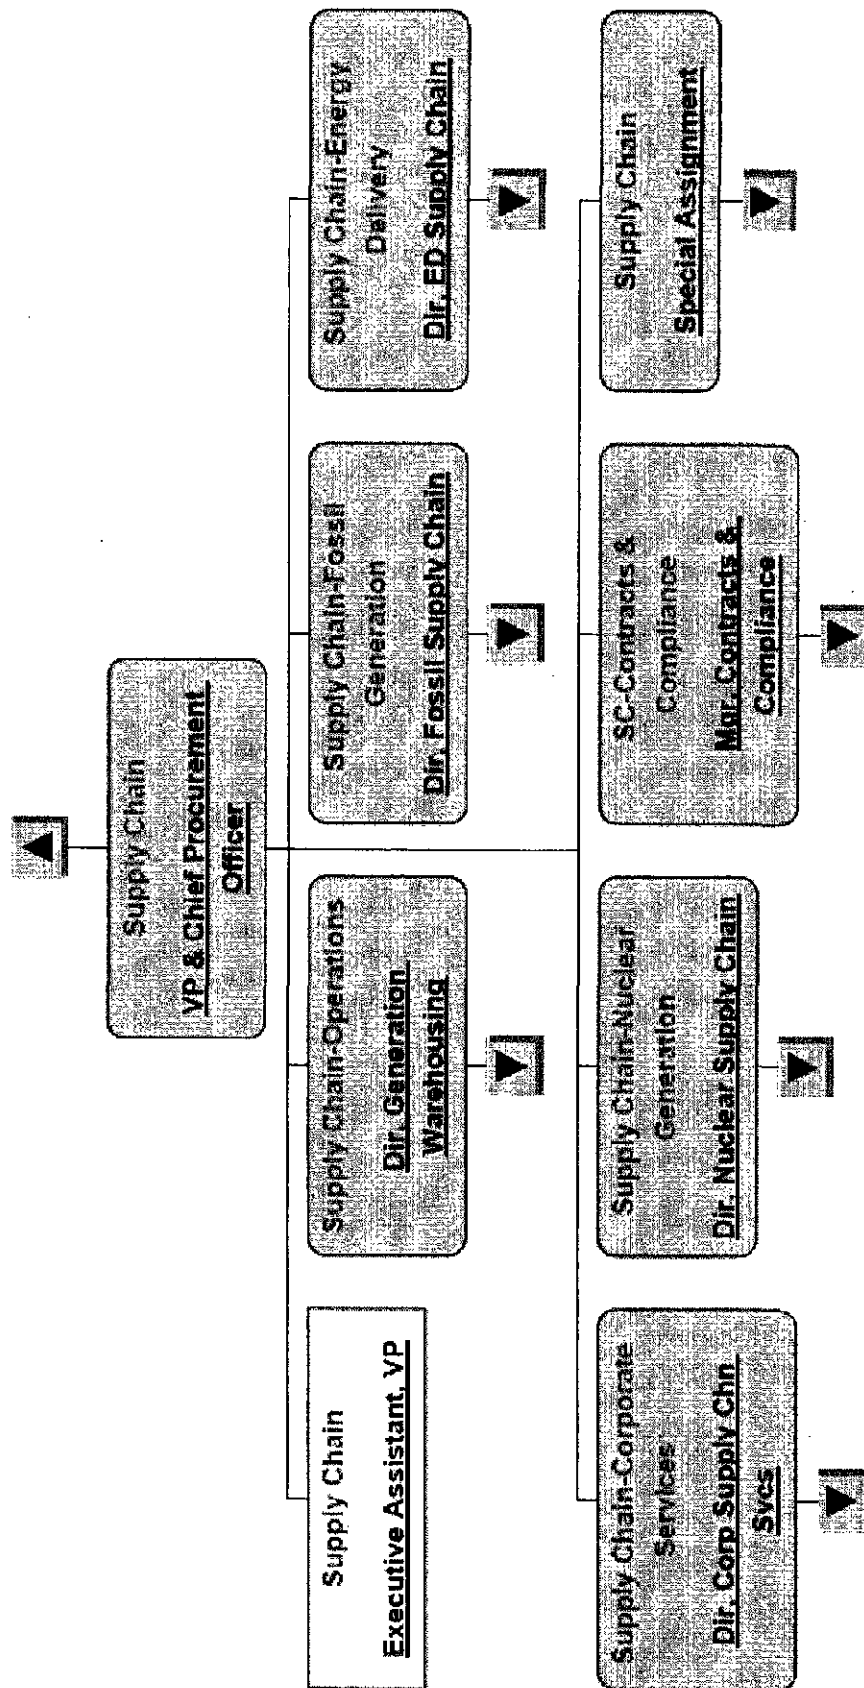 Supply Chain
VP & Chief Procurement
Officer
Supply Chain
Executive Assistant, VP
Supply Chain-Operations
Dir. Generation
Warehousing
Supply Chain-Fossil
Generation
Dir. Fossil Supply Chain
Supply Chain-Energy
Delivery
Dir. ED Supply Chain
Supply Chain-Corporate
Services
Dir. Corp Supply Chn
Svcs
Supply Chain-Nuclear
Generation
Dir. Nuclear Supply Chain
SC-Contracts &
Compliance
Mgr. Contracts &
Compliance
Supply Chain
Special Assignment